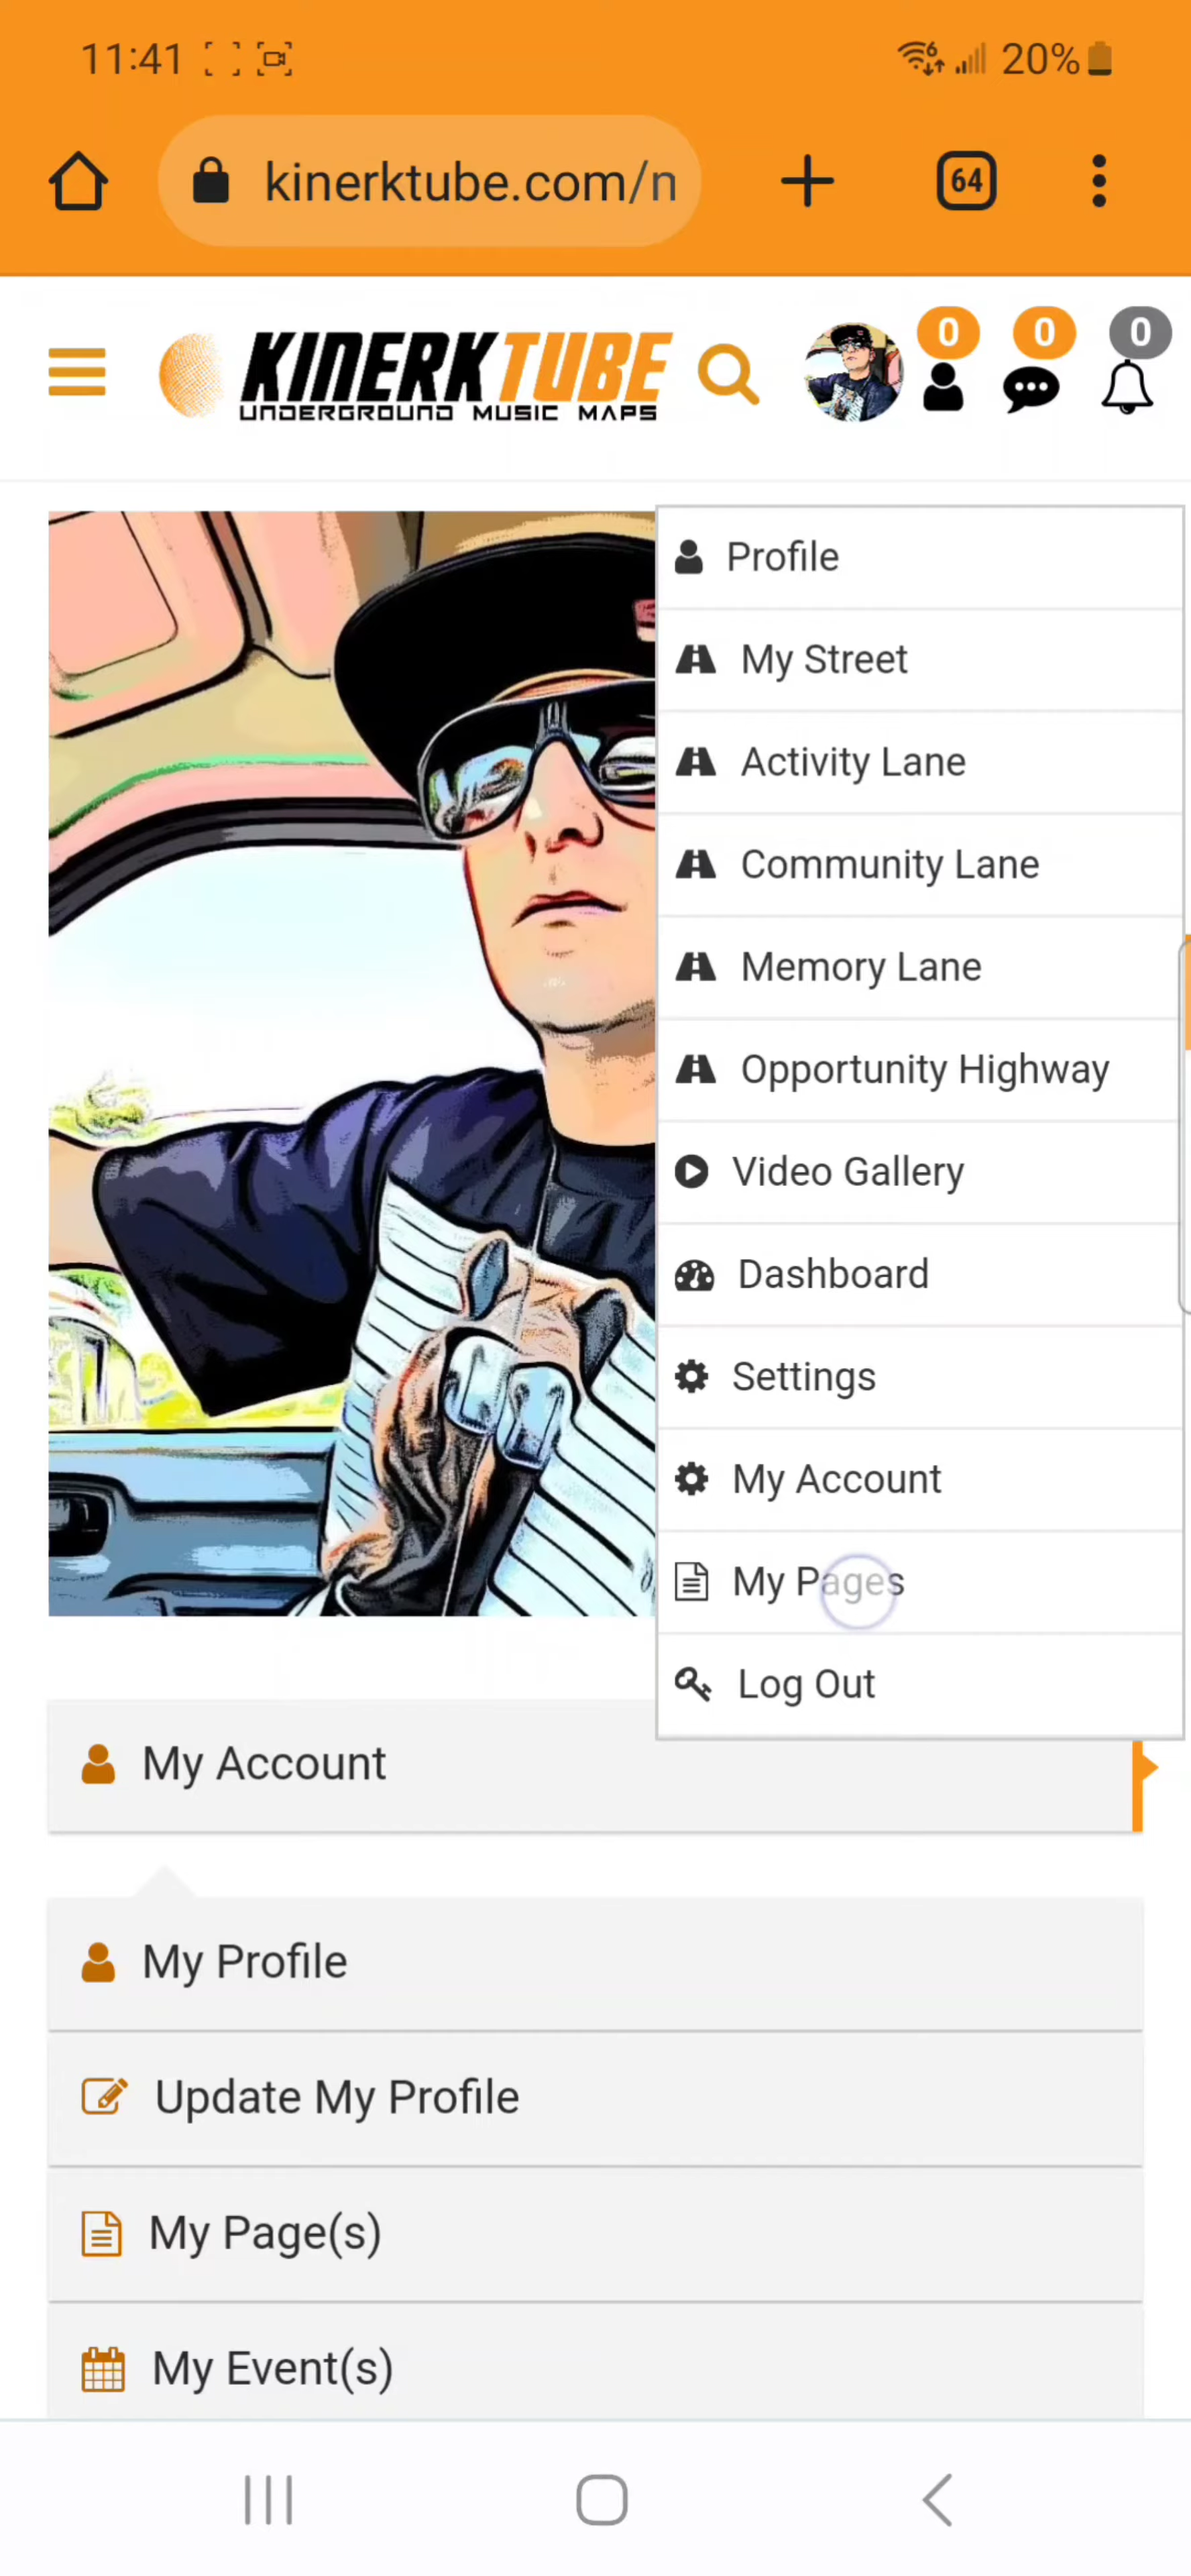 11:41 20%
kinerktube.com/n 64
KINERKTUBE 0 0 0
UNDERGROUND MUSIC MAPS
Profile
My Street
Activity Lane
Community Lane
Memory Lane
Opportunity Highway
Video Gallery
Dashboard
Settings
My Account
My Pages
Log Out
My Account
My Profile
Update My Profile
My Page(s)
My Event(s)